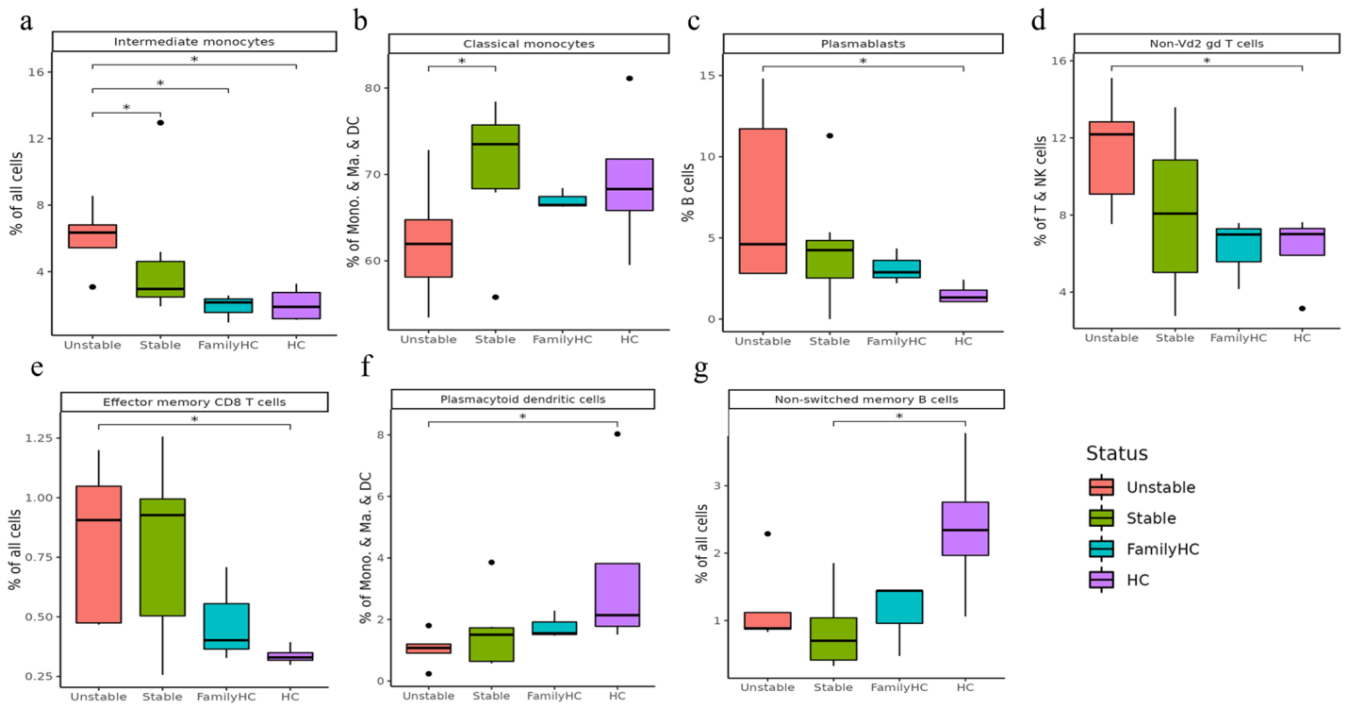 a
Intermediate monocytes
% of all cells
16
12
8
4
*
*
*
Unstable Stable FamilyHC HC
b
Classical monocytes
% of Mono. & Ma. & DC
80
70
60
*
Unstable Stable FamilyHC HC
c
Plasmablasts
% B cells
15
10
5
0
*
Unstable Stable FamilyHC HC
d
Non-Vd2 gd T cells
% of T & NK cells
16
12
8
4
*
Unstable Stable FamilyHC HC
e
Effector memory CD8 T cells
% of all cells
1.25
1.00
0.75
0.50
0.25
*
Unstable Stable FamilyHC HC
f
Plasmacytoid dendritic cells
% of Mono. & Ma. & DC
8
6
4
2
0
*
Unstable Stable FamilyHC HC
g
Non-switched memory B cells
% of all cells
3
2
1
*
Unstable Stable FamilyHC HC
Status
Unstable
Stable
FamilyHC
HC